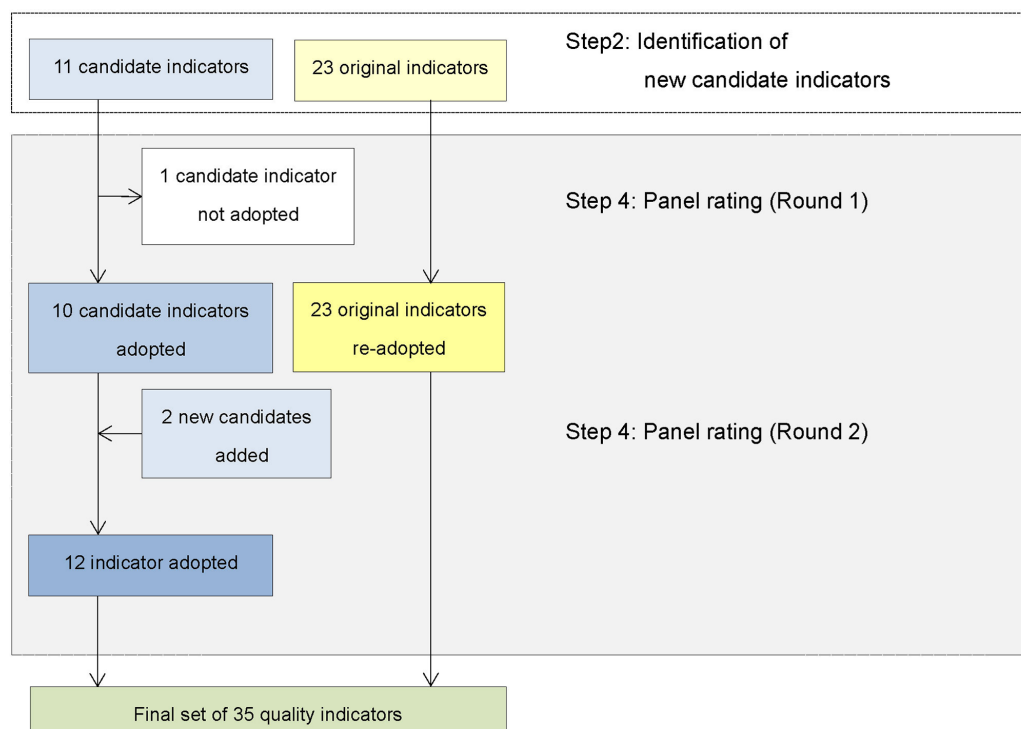 11 candidate indicators
23 original indicators
Step2: Identification of
new candidate indicators
1 candidate indicator
not adopted
Step 4: Panel rating (Round 1)
10 candidate indicators
adopted
23 original indicators
re-adopted
2 new candidates
added
Step 4: Panel rating (Round 2)
12 indicator adopted
Final set of 35 quality indicators